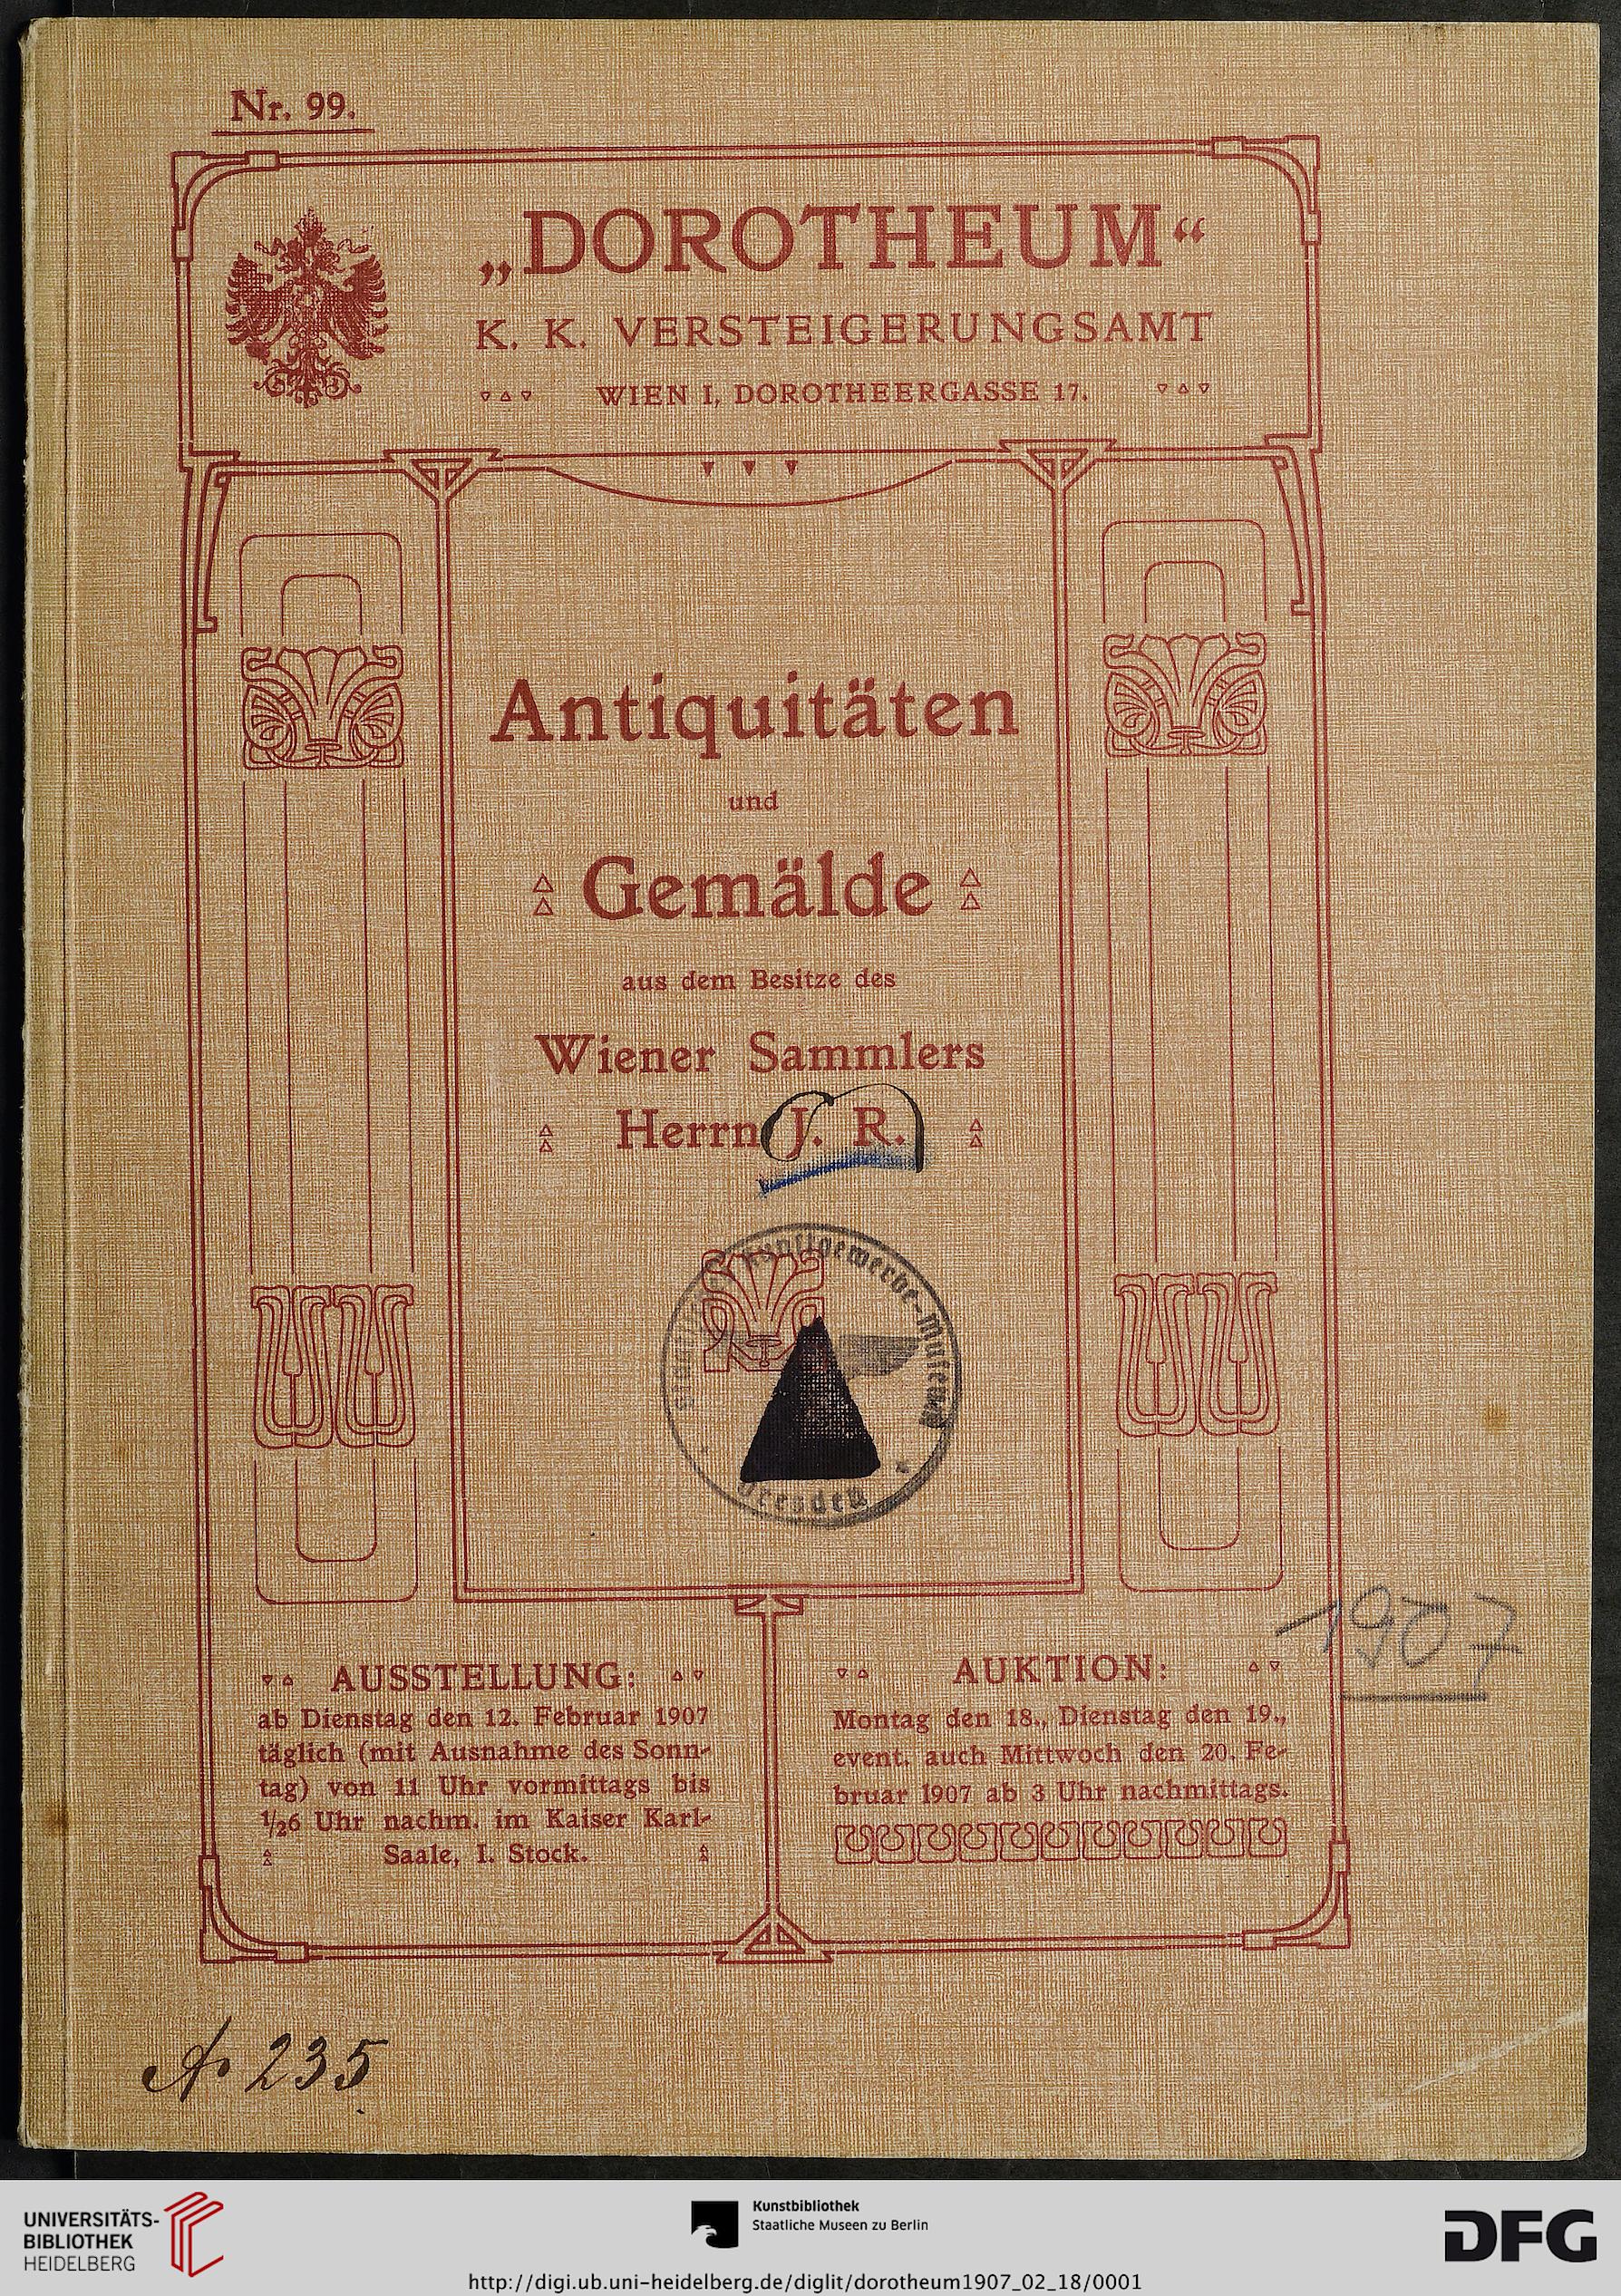 Nr. 99.
„DOROTHEUM“
K. K. VERSTEIGERUNGSAMT
WIEN I, DOROTHEERGASSE 17.
Antiquitäten
und
Gemälde
aus dem Besitze des
Wiener Sammlers
Herrn J. R.
Kunstgewerbe-Museum
Dresden
AUSSTELLUNG:
ab Dienstag den 12. Februar 1907
täglich (mit Ausnahme des Sonn-
tag) von 11 Uhr vormittags bis
1/26 Uhr nachm. im Kaiser Karl-
Saale, I. Stock.
AUKTION:
Montag den 18., Dienstag den 19.,
event. auch Mittwoch den 20. Fe-
bruar 1907 ab 3 Uhr nachmittags.
1907
235
UNIVERSITÄTS-
BIBLIOTHEK
HEIDELBERG
Kunstbibliothek
Staatliche Museen zu Berlin
DFG
http://digi.ub.uni-heidelberg.de/diglit/dorotheum1907_02_18/0001